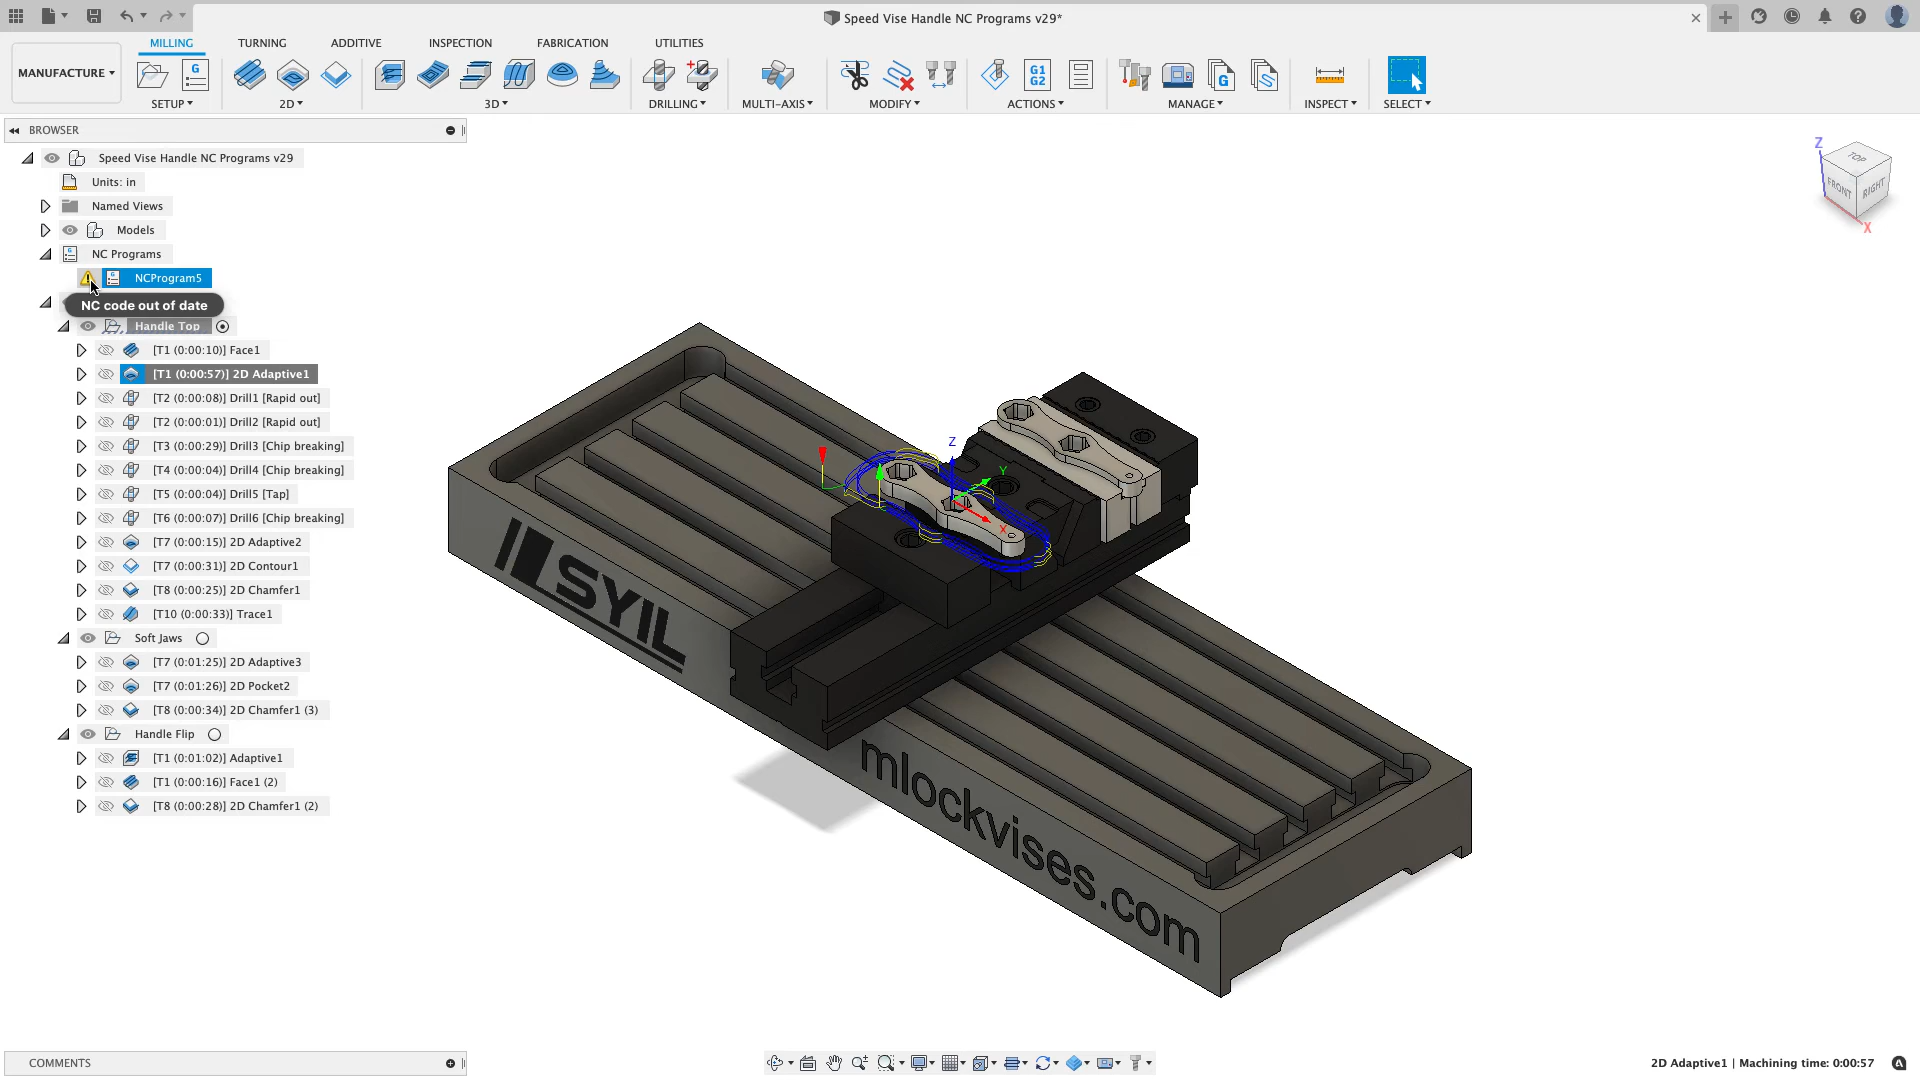 Speed Vise Handle NC Programs v29*
MANUFACTURE
MILLING
TURNING
ADDITIVE
INSPECTION
FABRICATION
UTILITIES
G
G1
G2
G
SETUP
2D
3D
DRILLING
MULTI-AXIS
MODIFY
ACTIONS
MANAGE
INSPECT
SELECT
BROWSER
Speed Vise Handle NC Programs v29
Units: in
Named Views
Models
NC Programs
NCProgram5
NC code out of date
Handle Top
[T1 (0:00:10)] Face1
[T1 (0:00:57)] 2D Adaptive1
[T2 (0:00:08)] Drill1 [Rapid out]
[T2 (0:00:01)] Drill2 [Rapid out]
[T3 (0:00:29)] Drill3 [Chip breaking]
[T4 (0:00:04)] Drill4 [Chip breaking]
[T5 (0:00:04)] Drill5 [Tap]
[T6 (0:00:07)] Drill6 [Chip breaking]
[T7 (0:00:15)] 2D Adaptive2
[T7 (0:00:31)] 2D Contour1
[T8 (0:00:25)] 2D Chamfer1
[T10 (0:00:33)] Trace1
Soft Jaws
[T7 (0:01:25)] 2D Adaptive3
[T7 (0:01:26)] 2D Pocket2
[T8 (0:00:34)] 2D Chamfer1 (3)
Handle Flip
[T1 (0:01:02)] Adaptive1
[T1 (0:00:16)] Face1 (2)
[T8 (0:00:28)] 2D Chamfer1 (2)
Z
TOP
FRONT
RIGHT
X
Z
Y
X
SYIL
mlockvises.com
COMMENTS
2D Adaptive1 | Machining time: 0:00:57